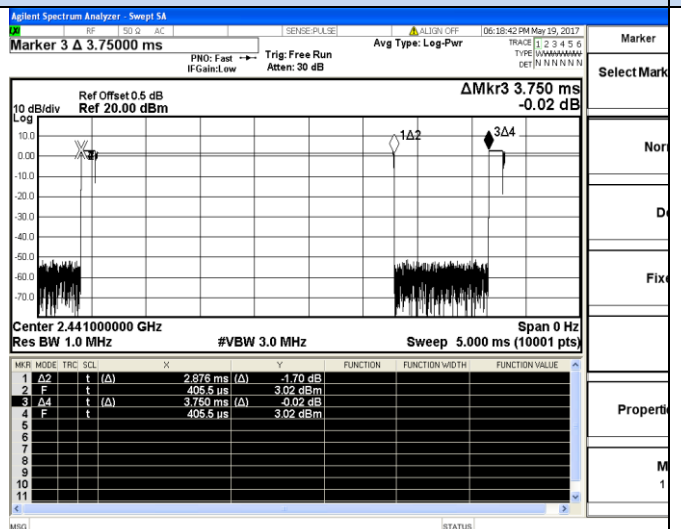 Agilent Spectrum Analyzer - Swept SA
LXI RF 50 Ω AC SENSE:PULSE ALIGN OFF 06:18:42 PM May 19, 2017
Marker 3 Δ 3.75000 ms
PNO: Fast Trig: Free Run Avg Type: Log-Pwr TRACE 1 2 3 4 5 6
IFGain:Low Atten: 30 dB TYPE
DET N N N N N N
Ref Offset 0.5 dB ΔMkr3 3.750 ms
10 dB/div Ref 20.00 dBm -0.02 dB
Log
10.0
1Δ2
3Δ4
0.00
-10.0
-20.0
-30.0
-40.0
-50.0
-60.0
-70.0
Center 2.441000000 GHz Span 0 Hz
Res BW 1.0 MHz #VBW 3.0 MHz Sweep 5.000 ms (10001 pts)
MKR MODE TRC SCL X Y FUNCTION FUNCTION WIDTH FUNCTION VALUE
1 Δ2 t (Δ) 2.876 ms (Δ) -1.70 dB
2 F t 405.5 µs 3.02 dBm
3 Δ4 t (Δ) 3.750 ms (Δ) -0.02 dB
4 F t 405.5 µs 3.02 dBm
5
6
7
8
9
10
11
MSG STATUS
Marker
Select Mark
Nor
D
Fixe
Properti
M
1